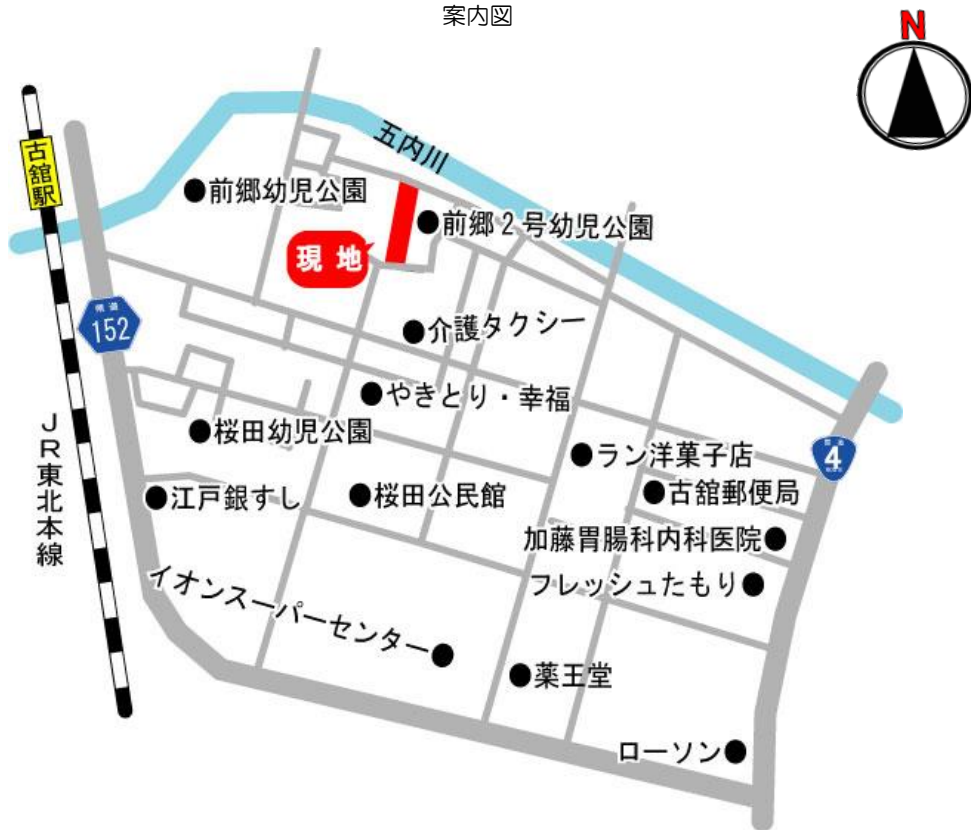 案内図
N
五内川
古舘駅
前郷幼児公園
前郷2号幼児公園
現地
県道
152
介護タクシー
やきとり・幸福
JR東北本線
桜田幼児公園
ラン洋菓子店
4
古舘郵便局
江戸銀すし
桜田公民館
加藤胃腸科内科医院
フレッシュたもり
イオンスーパーセンター
薬王堂
ローソン